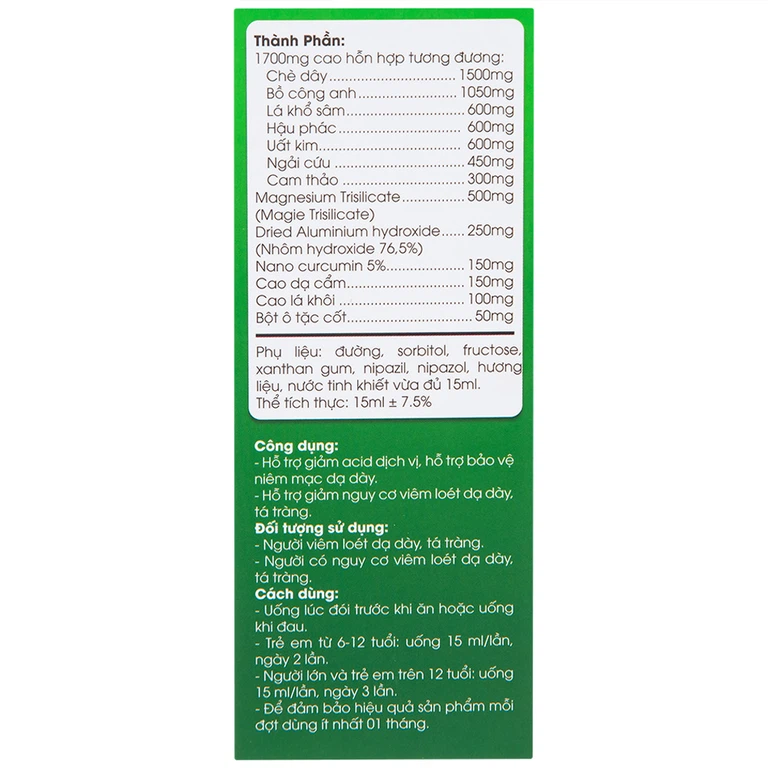 Thành Phần:
1700mg cao hỗn hợp tương đương:
Chè dây........................ 1500mg
Bồ công anh.................. 1050mg
Lá khổ sâm..................... 600mg
Hậu phác....................... 600mg
Uất kim.......................... 600mg
Ngải cứu ....................... 450mg
Cam thảo ...................... 300mg
Magnesium Trisilicate............ 500mg
(Magie Trisilicate)
Dried Aluminium hydroxide...... 250mg
(Nhôm hydroxide 76,5%)
Nano curcumin 5%............... 150mg
Cao dạ cẩm..................... 150mg
Cao lá khôi ..................... 100mg
Bột ô tặc cốt....................... 50mg
Phụ liệu: đường, sorbitol, fructose,
xanthan gum, nipazil, nipazol, hương
liệu, nước tinh khiết vừa đủ 15ml.
Thể tích thực: 15ml ± 7.5%
Công dụng:
- Hỗ trợ giảm acid dịch vị, hỗ trợ bảo vệ
niêm mạc dạ dày.
- Hỗ trợ giảm nguy cơ viêm loét dạ dày,
tá tràng.
Đối tượng sử dụng:
- Người viêm loét dạ dày, tá tràng.
- Người có nguy cơ viêm loét dạ dày,
tá tràng.
Cách dùng:
- Uống lúc đói trước khi ăn hoặc uống
khi đau.
- Trẻ em từ 6-12 tuổi: uống 15 ml/lần,
ngày 2 lần.
- Người lớn và trẻ em trên 12 tuổi: uống
15 ml/lần, ngày 3 lần.
- Để đảm bảo hiệu quả sản phẩm mỗi
đợt dùng ít nhất 01 tháng.